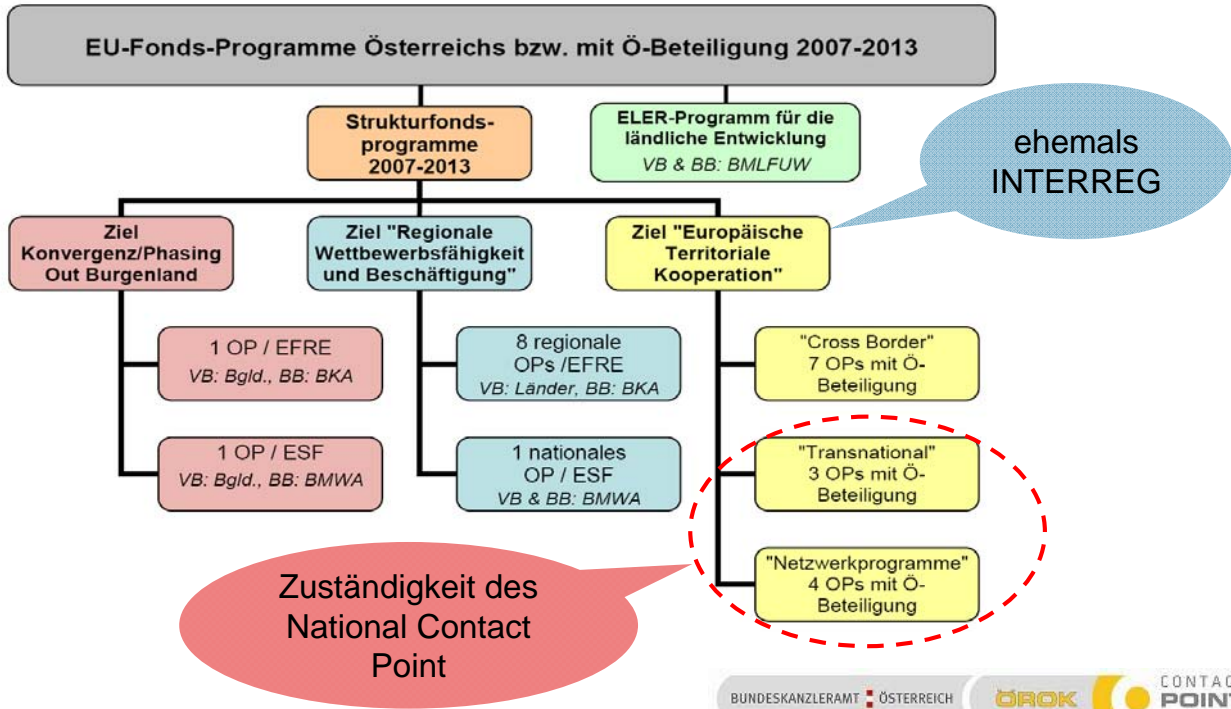 EU-Fonds-Programme Österreichs bzw. mit Ö-Beteiligung 2007-2013
Strukturfonds-
programme
2007-2013
ELER-Programm für die
ländliche Entwicklung
VB & BB: BMLFUW
ehemals
INTERREG
Ziel
Konvergenz/Phasing
Out Burgenland
Ziel "Regionale
Wettbewerbsfähigkeit
und Beschäftigung"
Ziel "Europäische
Territoriale
Kooperation"
1 OP / EFRE
VB: Bgld., BB: BKA
8 regionale
OPs /EFRE
VB: Länder, BB: BKA
"Cross Border"
7 OPs mit Ö-
Beteiligung
1 OP / ESF
VB: Bgld., BB: BMWA
1 nationales
OP / ESF
VB & BB: BMWA
"Transnational"
3 OPs mit Ö-
Beteiligung
"Netzwerkprogramme"
4 OPs mit Ö-
Beteiligung
Zuständigkeit des
National Contact
Point
BUNDESKANZLERAMT ÖSTERREICH
ÖROK
CONTAC
POINT